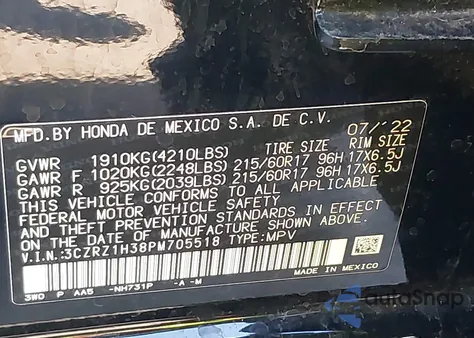 MFD.BY HONDA DE MEXICO S.A. DE C.V. 07/'22
TIRE SIZE RIM SIZE
GVWR 1910KG(4210LBS)
GAWR F 1020KG(2248LBS) 215/60R17 96H 17X6.5J
GAWR R 925KG(2039LBS) 215/60R17 96H 17X6.5J
THIS VEHICLE CONFORMS TO ALL APPLICABLE
FEDERAL MOTOR VEHICLE SAFETY
AND THEFT PREVENTION STANDARDS IN EFFECT
ON THE DATE OF MANUFACTURE SHOWN ABOVE.
V.I.N.:3CZRZ1H38PM705518 TYPE:MPV
3WD P AA5 -NH731P -A -M
MADE IN MEXICO
AutoSnap